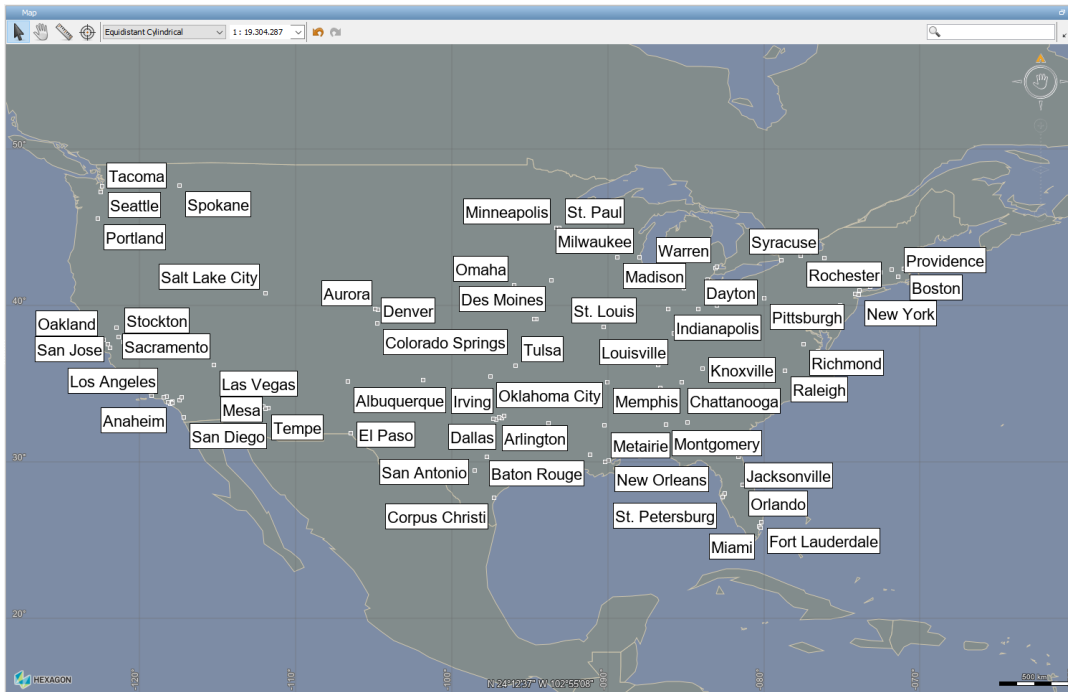 Map
Equidistant Cylindrical
1 : 19.304.287
50°
Tacoma
Seattle
Spokane
Portland
Minneapolis
St. Paul
Milwaukee
Warren
Syracuse
Providence
Salt Lake City
Omaha
Madison
Rochester
Boston
Aurora
Des Moines
Dayton
40°
Denver
St. Louis
Pittsburgh
New York
Oakland
Stockton
Indianapolis
San Jose
Sacramento
Colorado Springs
Tulsa
Louisville
Richmond
Los Angeles
Las Vegas
Knoxville
Albuquerque
Irving
Oklahoma City
Memphis
Chattanooga
Raleigh
Anaheim
Mesa
San Diego
Tempe
El Paso
Dallas
Arlington
Metairie
Montgomery
30°
San Antonio
Baton Rouge
New Orleans
Jacksonville
Corpus Christi
St. Petersburg
Orlando
Miami
Fort Lauderdale
20°
HEXAGON
-120°
-110°
-100°
-090°
-080°
-070°
N 24°12'37" W 102°55'08"
500 km